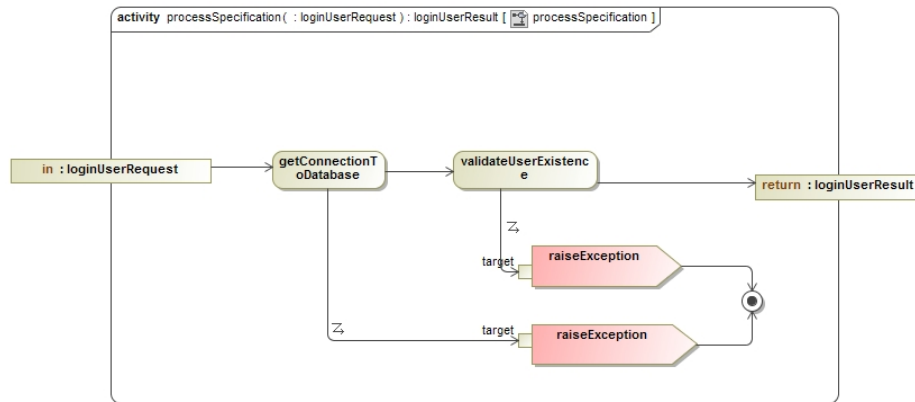 activity processSpecification( : loginUserRequest ) : loginUserResult [ processSpecification ]
in : loginUserRequest
getConnectionT
oDatabase
validateUserExistenc
e
return : loginUserResult
target
raiseException
target
raiseException